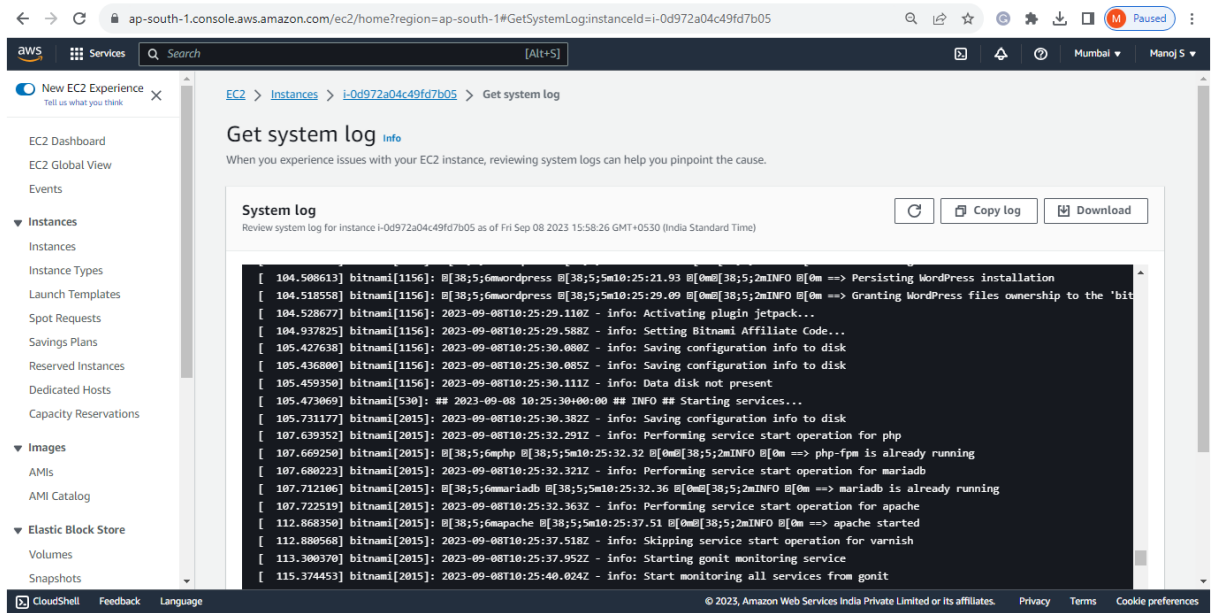 ap-south-1.console.aws.amazon.com/ec2/home?region=ap-south-1#GetSystemLog:instanceId=i-0d972a04c49fd7b05
M Paused
aws Services Search [Alt+S] Mumbai Manoj S
New EC2 Experience
Tell us what you think
EC2 Dashboard
EC2 Global View
Events
Instances
Instances
Instance Types
Launch Templates
Spot Requests
Savings Plans
Reserved Instances
Dedicated Hosts
Capacity Reservations
Images
AMIs
AMI Catalog
Elastic Block Store
Volumes
Snapshots
EC2 > Instances > i-0d972a04c49fd7b05 > Get system log
Get system log Info
When you experience issues with your EC2 instance, reviewing system logs can help you pinpoint the cause.
System log
Review system log for instance i-0d972a04c49fd7b05 as of Fri Sep 08 2023 15:58:26 GMT+0530 (India Standard Time)
Copy log
Download
[ 104.508613] bitnami[1156]: [38;5;6mwordpress [38;5;5m10:25:21.93 [0m[38;5;2mINFO [0m ==> Persisting WordPress installation
[ 104.518558] bitnami[1156]: [38;5;6mwordpress [38;5;5m10:25:29.09 [0m[38;5;2mINFO [0m ==> Granting WordPress files ownership to the 'bit
[ 104.528677] bitnami[1156]: 2023-09-08T10:25:29.110Z - info: Activating plugin jetpack...
[ 104.937825] bitnami[1156]: 2023-09-08T10:25:29.588Z - info: Setting Bitnami Affiliate Code...
[ 105.427638] bitnami[1156]: 2023-09-08T10:25:30.080Z - info: Saving configuration info to disk
[ 105.436800] bitnami[1156]: 2023-09-08T10:25:30.085Z - info: Saving configuration info to disk
[ 105.459350] bitnami[1156]: 2023-09-08T10:25:30.111Z - info: Data disk not present
[ 105.473069] bitnami[530]: ## 2023-09-08 10:25:30+00:00 ## INFO ## Starting services...
[ 105.731177] bitnami[2015]: 2023-09-08T10:25:30.382Z - info: Saving configuration info to disk
[ 107.639352] bitnami[2015]: 2023-09-08T10:25:32.291Z - info: Performing service start operation for php
[ 107.669250] bitnami[2015]: [38;5;6mphp [38;5;5m10:25:32.32 [0m[38;5;2mINFO [0m ==> php-fpm is already running
[ 107.680223] bitnami[2015]: 2023-09-08T10:25:32.321Z - info: Performing service start operation for mariadb
[ 107.712106] bitnami[2015]: [38;5;6mmariadb [38;5;5m10:25:32.36 [0m[38;5;2mINFO [0m ==> mariadb is already running
[ 107.722519] bitnami[2015]: 2023-09-08T10:25:32.363Z - info: Performing service start operation for apache
[ 112.868350] bitnami[2015]: [38;5;6mapache [38;5;5m10:25:37.51 [0m[38;5;2mINFO [0m ==> apache started
[ 112.880568] bitnami[2015]: 2023-09-08T10:25:37.518Z - info: Skipping service start operation for varnish
[ 113.300370] bitnami[2015]: 2023-09-08T10:25:37.952Z - info: Starting gonit monitoring service
[ 115.374453] bitnami[2015]: 2023-09-08T10:25:40.024Z - info: Start monitoring all services from gonit
CloudShell Feedback Language © 2023, Amazon Web Services India Private Limited or its affiliates. Privacy Terms Cookie preferences